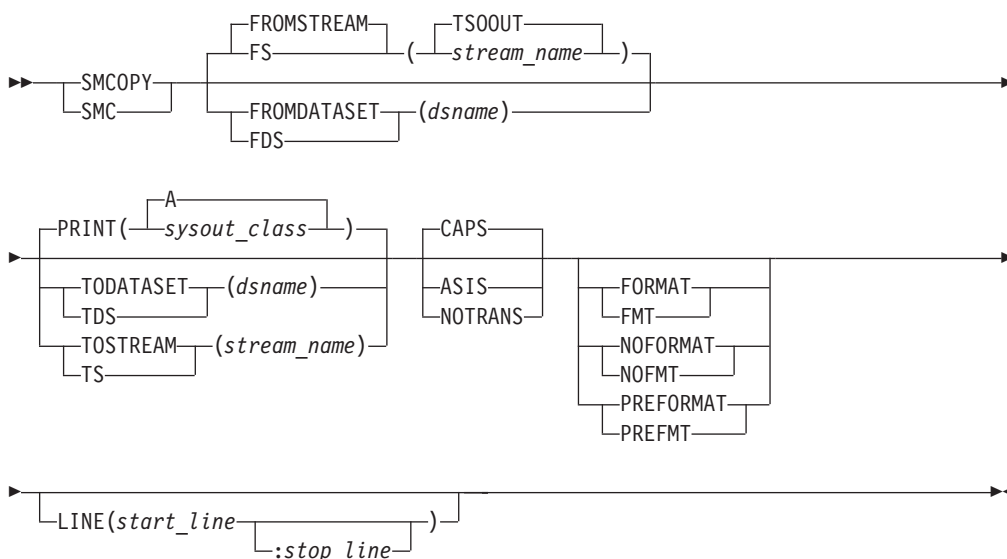 FROMSTREAM TSOOUT
FS ( stream_name )
SMCOPY
SMC FROMDATASET (dsname)
FDS
A CAPS
PRINT( sysout_class )
TODATASET (dsname) ASIS FORMAT
TDS NOTRANS FMT
TOSTREAM (stream_name) NOFORMAT
TS NOFMT
PREFORMAT
PREFMT
LINE(start_line )
:stop_line